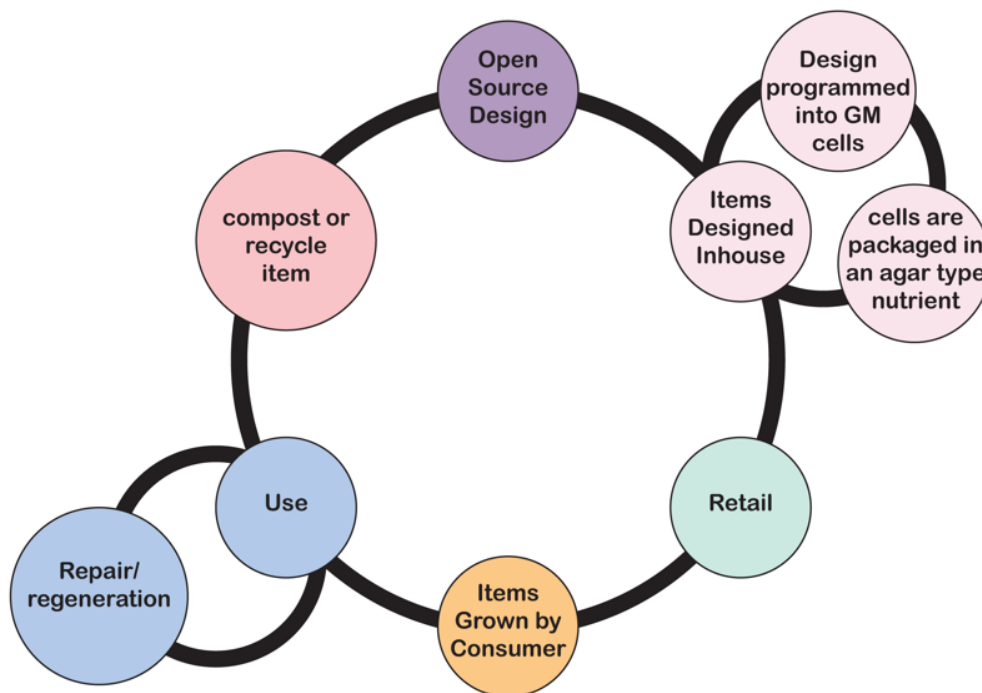 Open
Source
Design
Design
programmed
into GM
cells
Items
Designed
Inhouse
cells are
packaged in
an agar type
nutrient
Retail
Items
Grown by
Consumer
Use
Repair/
regeneration
compost or
recycle
item